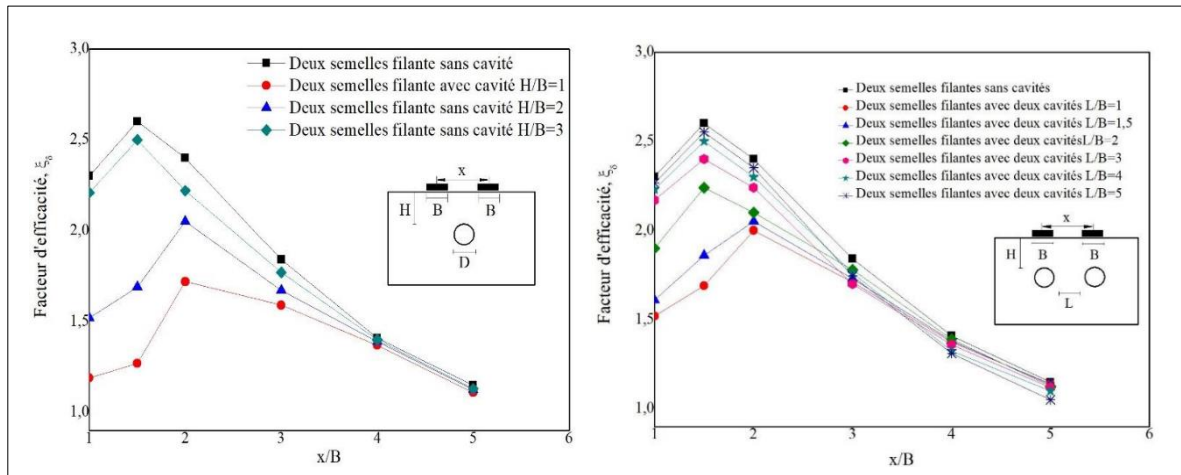 3,0
2,5
2,0
1,5
1,0
Facteur d'efficacité, ξδ
1 2 3 4 5 6
x/B
Deux semelles filante sans cavité
Deux semelles filante avec cavité H/B=1
Deux semelles filante sans cavité H/B=2
Deux semelles filante sans cavité H/B=3
x
H
B
B
D
3,0
2,5
2,0
1,5
1,0
Facteur d'efficacité, ξδ
1 2 3 4 5 6
x/B
Deux semelles filantes sans cavités
Deux semelles filantes avec deux cavités L/B=1
Deux semelles filantes avec deux cavités L/B=1,5
Deux semelles filantes avec deux cavitésL/B=2
Deux semelles filantes avec deux cavités L/B=3
Deux semelles filantes avec deux cavités L/B=4
Deux semelles filantes avec deux cavités L/B=5
x
H
B
B
L